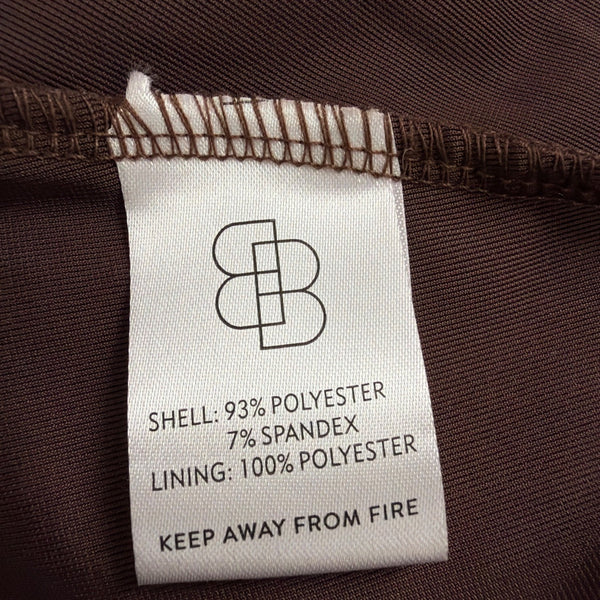 SHELL: 93% POLYESTER
7% SPANDEX
LINING: 100% POLYESTER
KEEP AWAY FROM FIRE